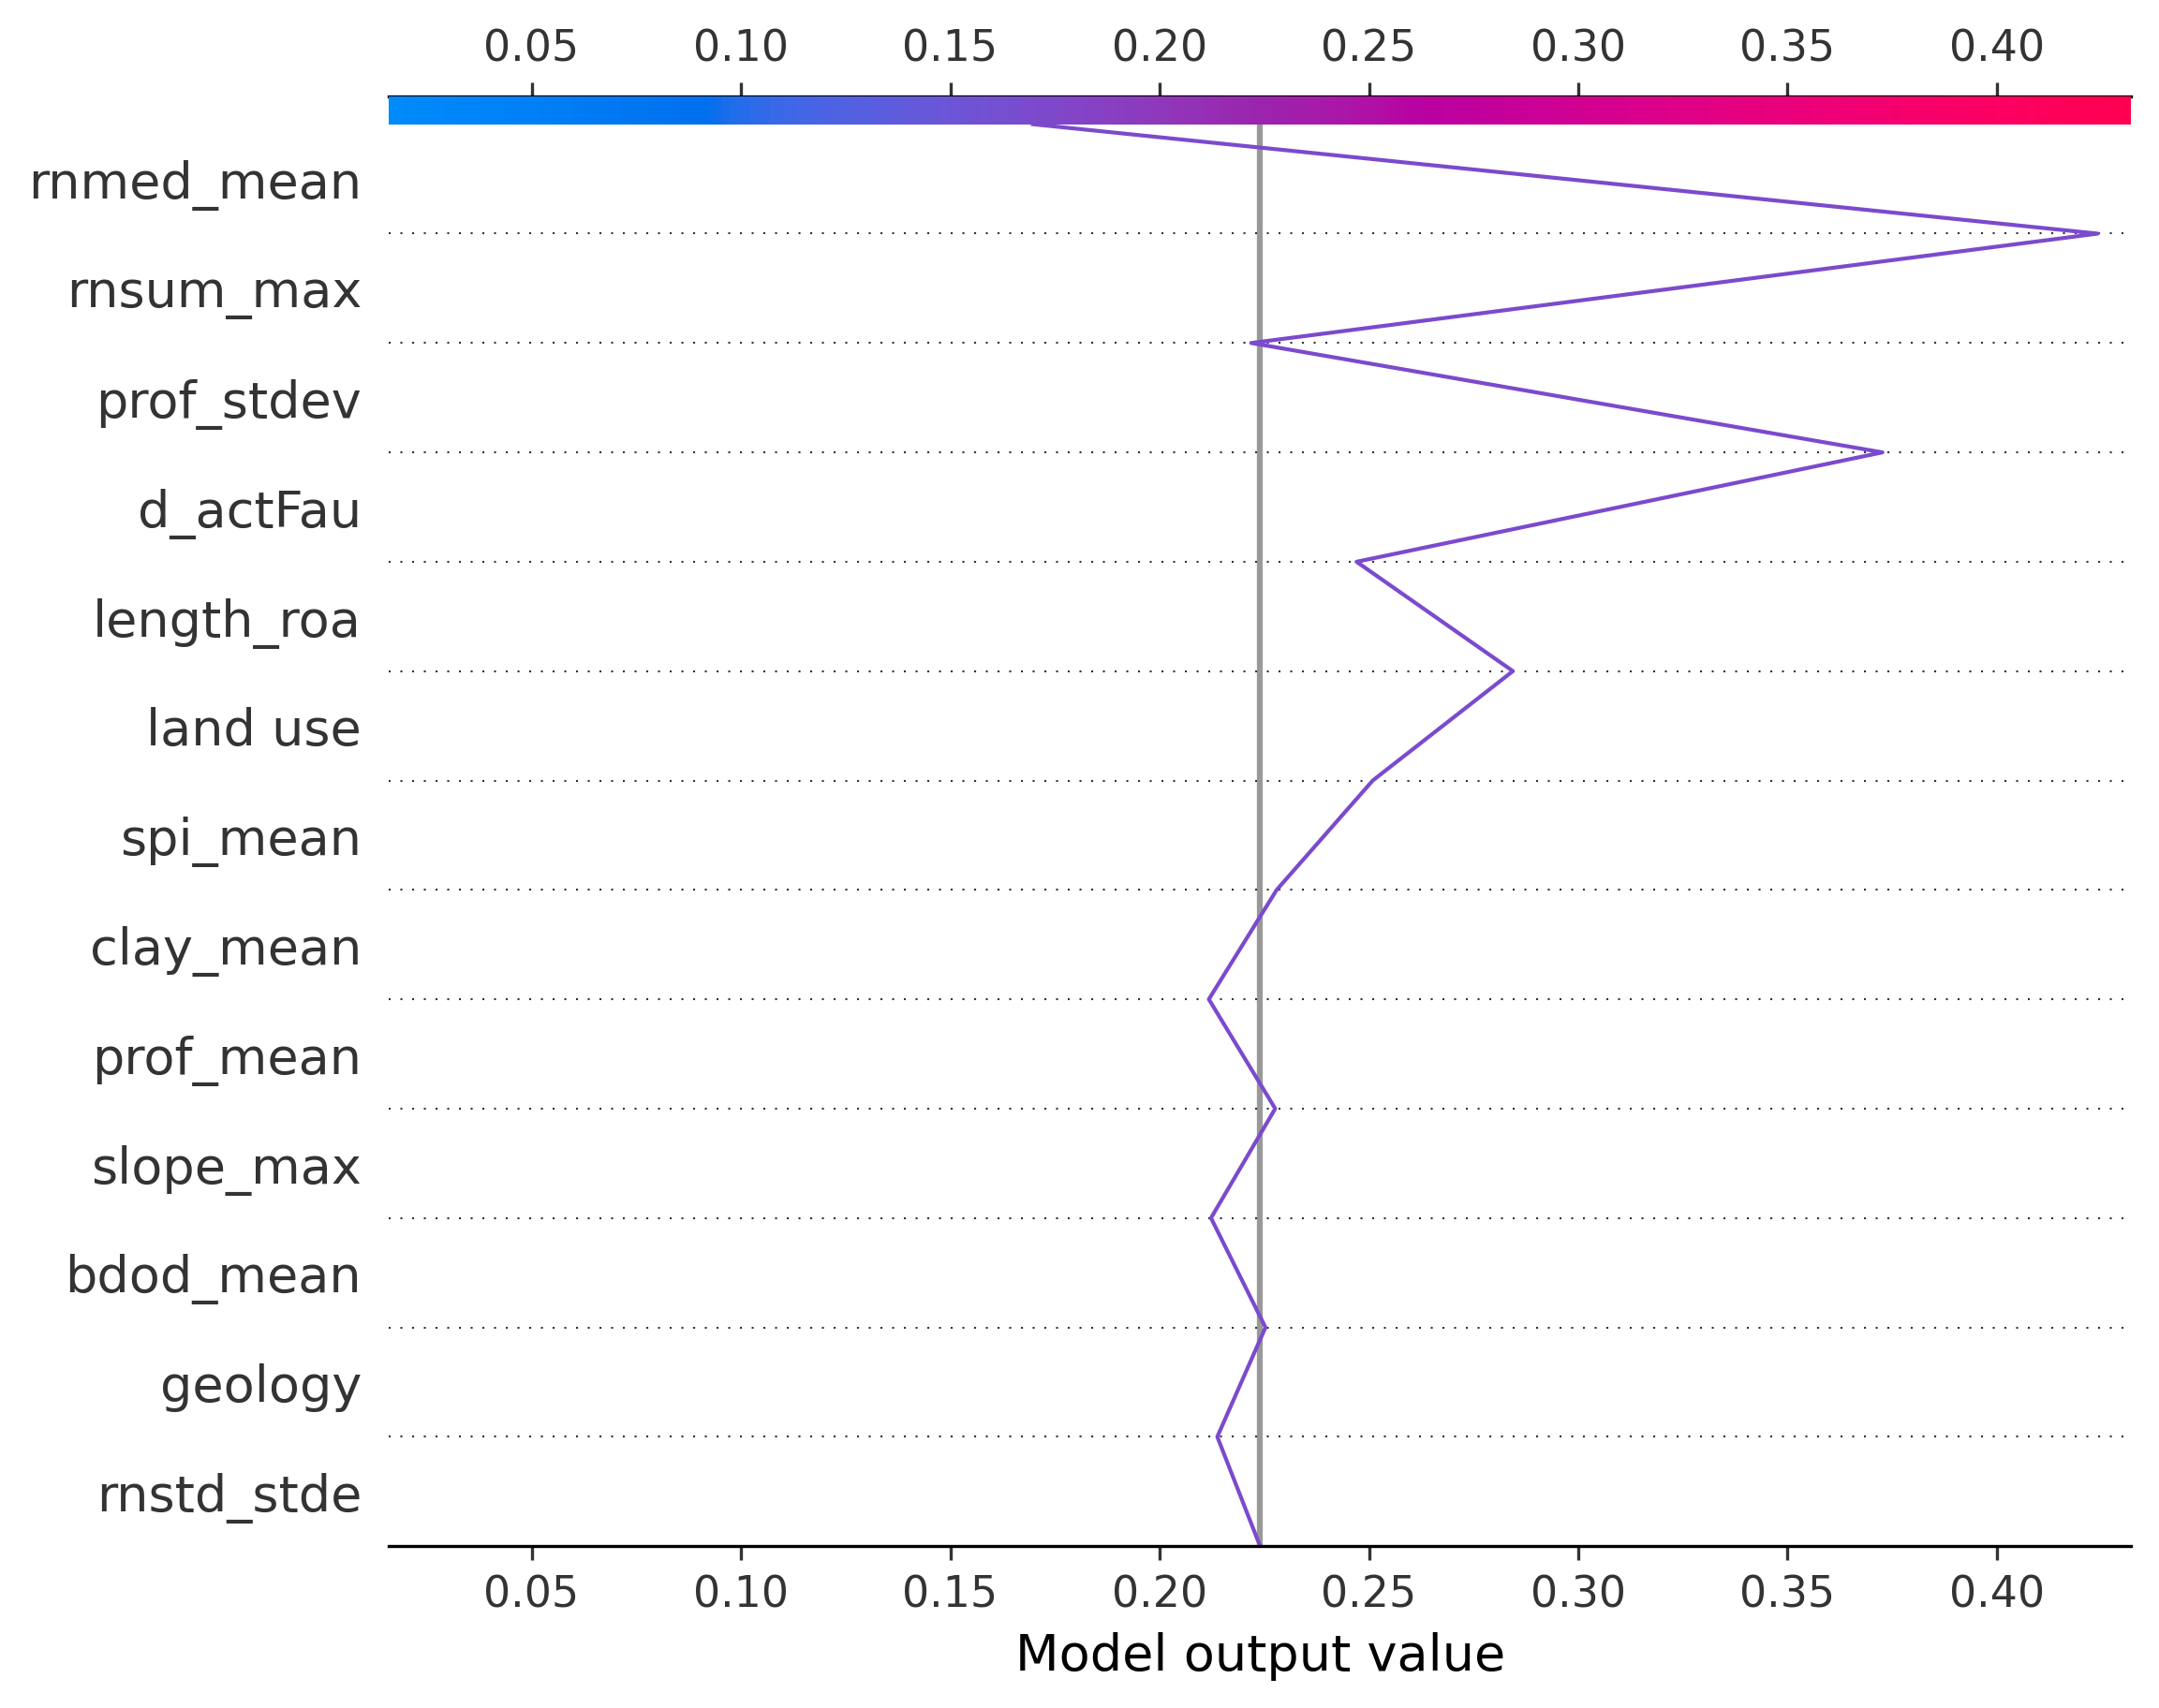 0.05 0.10 0.15 0.20 0.25 0.30 0.35 0.40
rnmed_mean
rnsum_max
prof_stdev
d_actFau
length_roa
land use
spi_mean
clay_mean
prof_mean
slope_max
bdod_mean
geology
rnstd_stde
0.05 0.10 0.15 0.20 0.25 0.30 0.35 0.40
Model output value